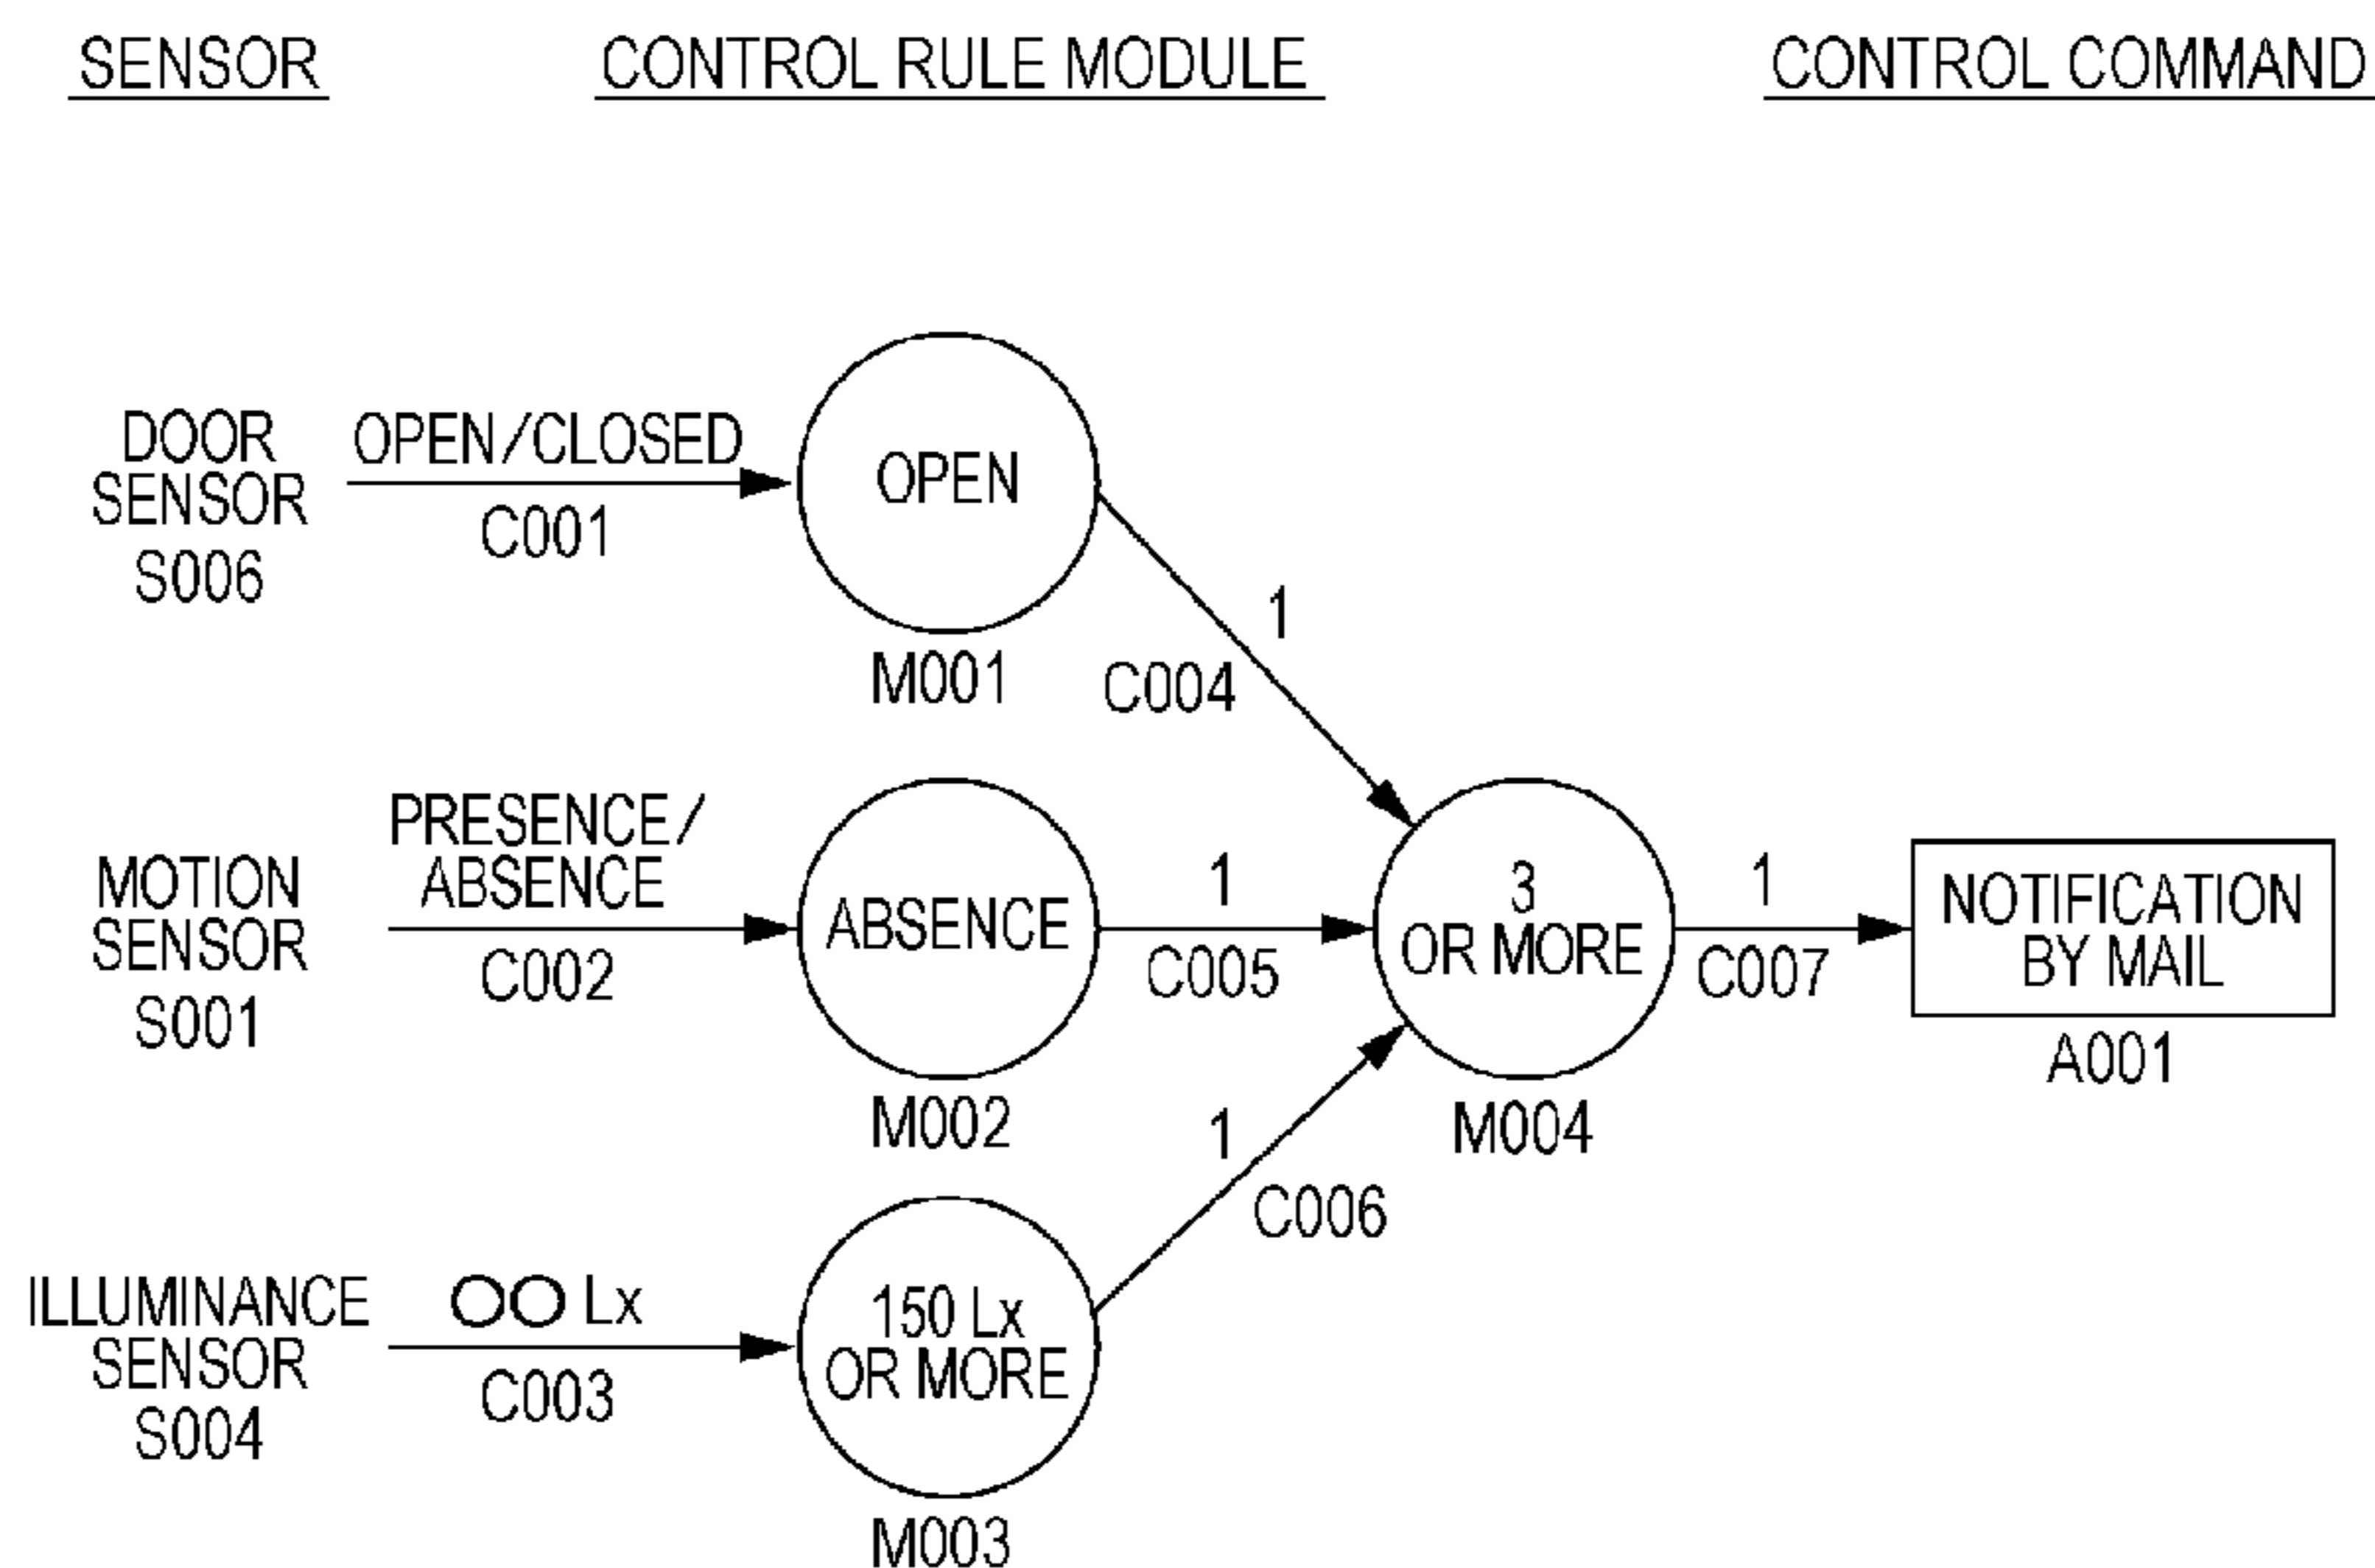 SENSOR
CONTROL RULE MODULE
CONTROL COMMAND
DOOR
SENSOR
S006
OPEN/CLOSED
C001
OPEN
M001
1
C004
MOTION
SENSOR
S001
PRESENCE/
ABSENCE
C002
ABSENCE
M002
1
C005
3
OR MORE
M004
1
C007
NOTIFICATION
BY MAIL
A001
ILLUMINANCE
SENSOR
S004
○○ Lx
C003
150 Lx
OR MORE
M003
1
C006